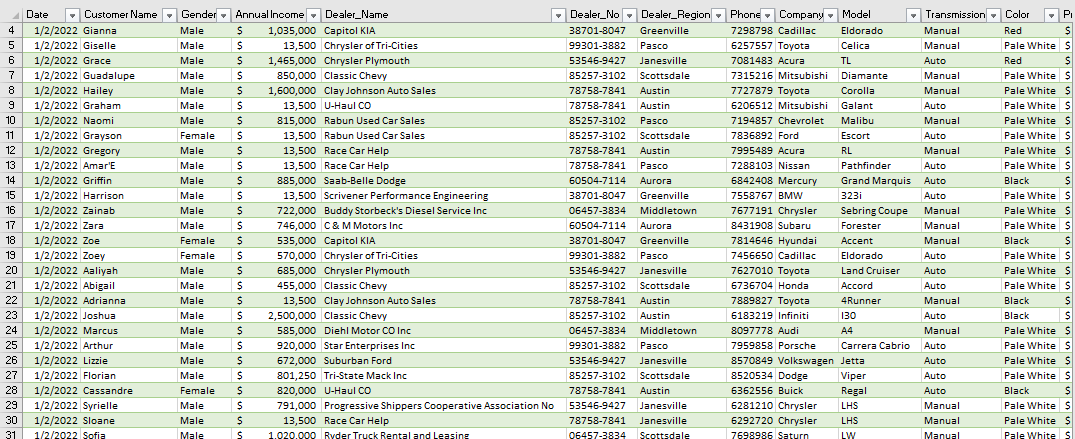 Date Customer Name Gender Annual Income Dealer_Name Dealer_No Dealer_Region Phone Company Model Transmission Color Pr
4 1/2/2022 Gianna Male $ 1,035,000 Capitol KIA 38701-8047 Greenville 7298798 Cadillac Eldorado Manual Red $
5 1/2/2022 Giselle Male $ 13,500 Chrysler of Tri-Cities 99301-3882 Pasco 6257557 Toyota Celica Manual Pale White $
6 1/2/2022 Grace Male $ 1,465,000 Chrysler Plymouth 53546-9427 Janesville 7081483 Acura TL Auto Red $
7 1/2/2022 Guadalupe Male $ 850,000 Classic Chevy 85257-3102 Scottsdale 7315216 Mitsubishi Diamante Manual Pale White $
8 1/2/2022 Hailey Male $ 1,600,000 Clay Johnson Auto Sales 78758-7841 Austin 7727879 Toyota Corolla Manual Pale White $
9 1/2/2022 Graham Male $ 13,500 U-Haul CO 78758-7841 Austin 6206512 Mitsubishi Galant Auto Pale White $
10 1/2/2022 Naomi Male $ 815,000 Rabun Used Car Sales 85257-3102 Pasco 7194857 Chevrolet Malibu Manual Pale White $
11 1/2/2022 Grayson Female $ 13,500 Rabun Used Car Sales 85257-3102 Scottsdale 7836892 Ford Escort Auto Pale White $
12 1/2/2022 Gregory Male $ 13,500 Race Car Help 78758-7841 Austin 7995489 Acura RL Manual Pale White $
13 1/2/2022 Amar'E Male $ 13,500 Race Car Help 78758-7841 Pasco 7288103 Nissan Pathfinder Auto Pale White $
14 1/2/2022 Griffin Male $ 885,000 Saab-Belle Dodge 60504-7114 Aurora 6842408 Mercury Grand Marquis Auto Black $
15 1/2/2022 Harrison Male $ 13,500 Scrivener Performance Engineering 38701-8047 Greenville 7558767 BMW 323i Auto Pale White $
16 1/2/2022 Zainab Male $ 722,000 Buddy Storbeck's Diesel Service Inc 06457-3834 Middletown 7677191 Chrysler Sebring Coupe Manual Pale White $
17 1/2/2022 Zara Male $ 746,000 C & M Motors Inc 60504-7114 Aurora 8431908 Subaru Forester Manual Pale White $
18 1/2/2022 Zoe Female $ 535,000 Capitol KIA 38701-8047 Greenville 7814646 Hyundai Accent Manual Black $
19 1/2/2022 Zoey Female $ 570,000 Chrysler of Tri-Cities 99301-3882 Pasco 7456650 Cadillac Eldorado Auto Pale White $
20 1/2/2022 Aaliyah Male $ 685,000 Chrysler Plymouth 53546-9427 Janesville 7627010 Toyota Land Cruiser Auto Pale White $
21 1/2/2022 Abigail Male $ 455,000 Classic Chevy 85257-3102 Scottsdale 6736704 Honda Accord Auto Pale White $
22 1/2/2022 Adrianna Male $ 13,500 Clay Johnson Auto Sales 78758-7841 Austin 7889827 Toyota 4Runner Manual Black $
23 1/2/2022 Joshua Male $ 2,500,000 Classic Chevy 85257-3102 Austin 6183219 Infiniti I30 Auto Black $
24 1/2/2022 Marcus Male $ 585,000 Diehl Motor CO Inc 06457-3834 Middletown 8097778 Audi A4 Manual Pale White $
25 1/2/2022 Arthur Male $ 920,000 Star Enterprises Inc 99301-3882 Pasco 7959858 Porsche Carrera Cabrio Auto Pale White $
26 1/2/2022 Lizzie Male $ 672,000 Suburban Ford 53546-9427 Janesville 8570849 Volkswagen Jetta Auto Pale White $
27 1/2/2022 Florian Male $ 801,250 Tri-State Mack Inc 85257-3102 Scottsdale 8520534 Dodge Viper Auto Pale White $
28 1/2/2022 Cassandre Female $ 820,000 U-Haul CO 78758-7841 Austin 6362556 Buick Regal Auto Black $
29 1/2/2022 Syrielle Male $ 791,000 Progressive Shippers Cooperative Association No 53546-9427 Janesville 6281210 Chrysler LHS Manual Pale White $
30 1/2/2022 Sloane Male $ 13,500 Race Car Help 78758-7841 Austin 6292720 Chrysler LHS Manual Pale White $
31 1/2/2022 Sofia Male $ 1,020,000 Ryder Truck Rental and Leasing 06457-3834 Scottsdale 7698986 Saturn LW Manual Pale White $